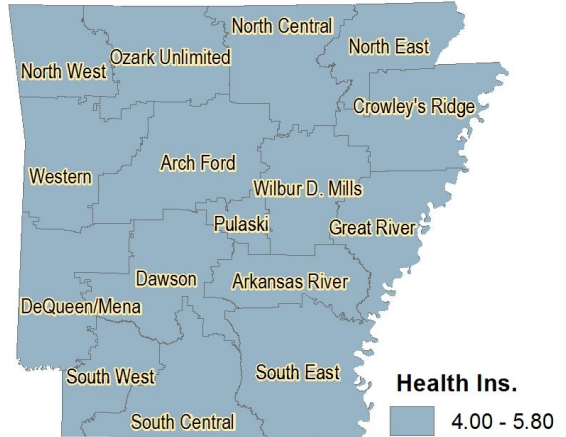 North Central
North East
Ozark Unlimited
North West
Crowley's Ridge
Arch Ford
Western
Wilbur D. Mills
Pulaski
Great River
Dawson
Arkansas River
DeQueen/Mena
South West
South East
South Central
Health Ins.
4.00 - 5.80